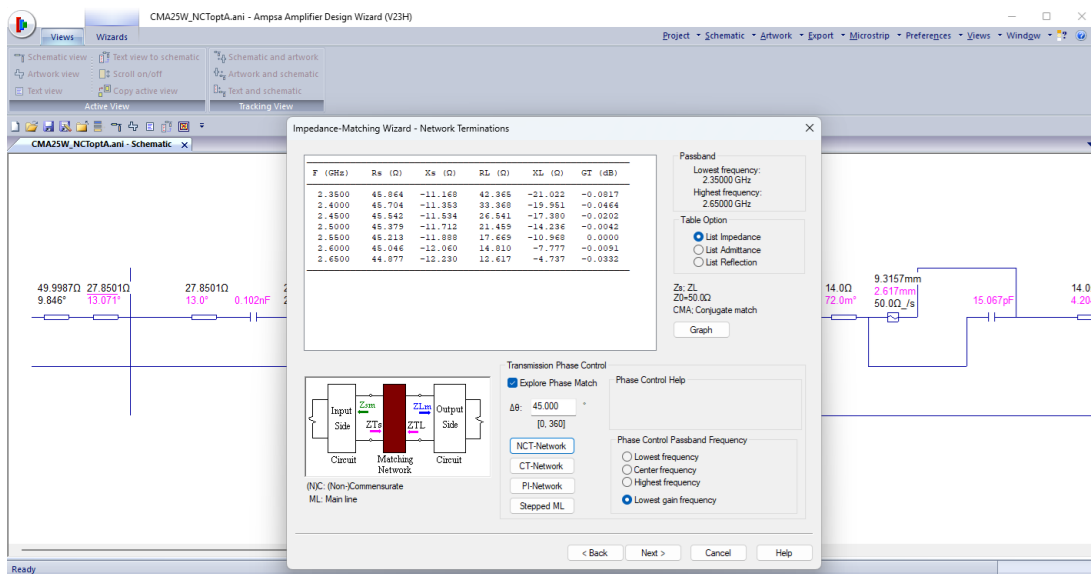 CMA25W_NCToptA.ani - Ampsa Amplifier Design Wizard (V23H)
Views Wizards
Project Schematic Artwork Export Microstrip Preferences Views Window ?
Schematic view Text view to schematic Schematic and artwork
Artwork view Scroll on/off Artwork and schematic
Text view Copy active view Text and schematic
Active View Tracking View
CMA25W_NCToptA.ani - Schematic x
Impedance-Matching Wizard - Network Terminations
F (GHz) Rs (Ω) Xs (Ω) RL (Ω) XL (Ω) GT (dB)
2.3500 45.864 -11.168 42.365 -21.022 -0.0817
2.4000 45.704 -11.353 33.368 -19.951 -0.0464
2.4500 45.542 -11.534 26.541 -17.380 -0.0202
2.5000 45.379 -11.712 21.459 -14.236 -0.0042
2.5500 45.213 -11.888 17.669 -10.968 0.0000
2.6000 45.046 -12.060 14.810 -7.777 -0.0091
2.6500 44.877 -12.230 12.617 -4.737 -0.0332
Passband
Lowest frequency:
2.35000 GHz
Highest frequency:
2.65000 GHz
Table Option
List Impedance
List Admittance
List Reflection
Zs; ZL
Z0=50.0Ω
CMA; Conjugate match
Graph
49.9987Ω 27.8501Ω 27.8501Ω
9.846° 13.071° 13.0° 0.102nF
14.0Ω 9.3157mm 14.0
72.0m° 2.617mm 15.067pF 4.20
50.0Ω_/s
Input Side
Zsm
ZTs
ZLm
ZTL
Output Side
Circuit Matching Network Circuit
(N)C: (Non-)Commensurate
ML: Main line
Transmission Phase Control
Explore Phase Match
Δθ: 45.000 °
[0, 360]
NCT-Network
CT-Network
PI-Network
Stepped ML
Phase Control Help
Phase Control Passband Frequency
Lowest frequency
Center frequency
Highest frequency
Lowest gain frequency
< Back Next > Cancel Help
Ready